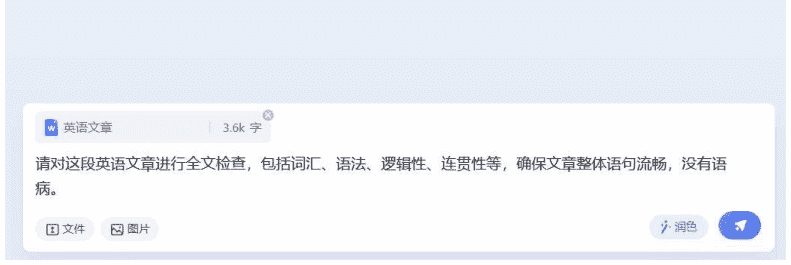 英语文章 3.6k 字
请对这段英语文章进行全文检查，包括词汇、语法、逻辑性、连贯性等，确保文章整体语句流畅，没有语
病。
文件 图片 润色